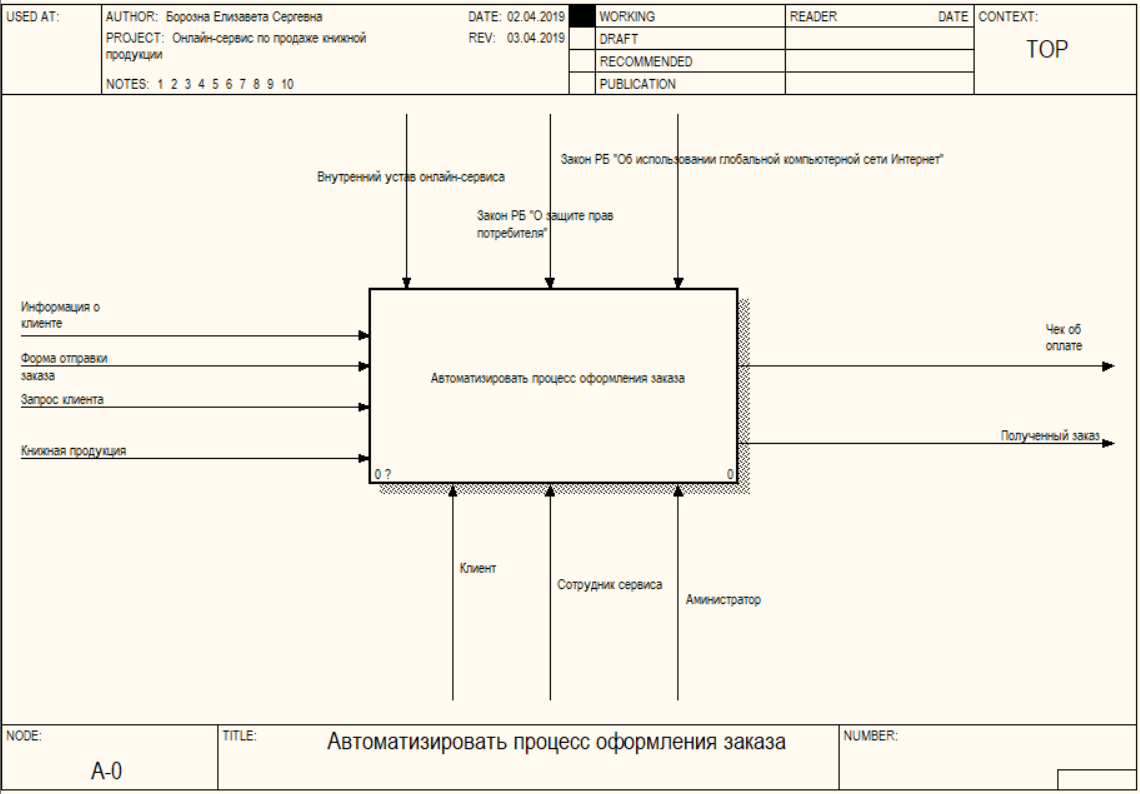 USED AT:
AUTHOR: Борозна Елизавета Сергевна
DATE: 02.04.2019
WORKING
READER
DATE
CONTEXT:
PROJECT: Онлайн-сервис по продаже книжной
продукции
REV: 03.04.2019
DRAFT
TOP
RECOMMENDED
NOTES: 1 2 3 4 5 6 7 8 9 10
PUBLICATION
Закон РБ "Об использовании глобальной компьютерной сети Интернет"
Внутренний устав онлайн-сервиса
Закон РБ "О защите прав
потребителя"
Информация о
клиенте
Форма отправки
заказа
Запрос клиента
Книжная продукция
Автоматизировать процесс оформления заказа
0 ?
0
Чек об
оплате
Полученный заказ
Клиент
Сотрудник сервиса
Аминистратор
NODE:
A-0
TITLE:
Автоматизировать процесс оформления заказа
NUMBER: